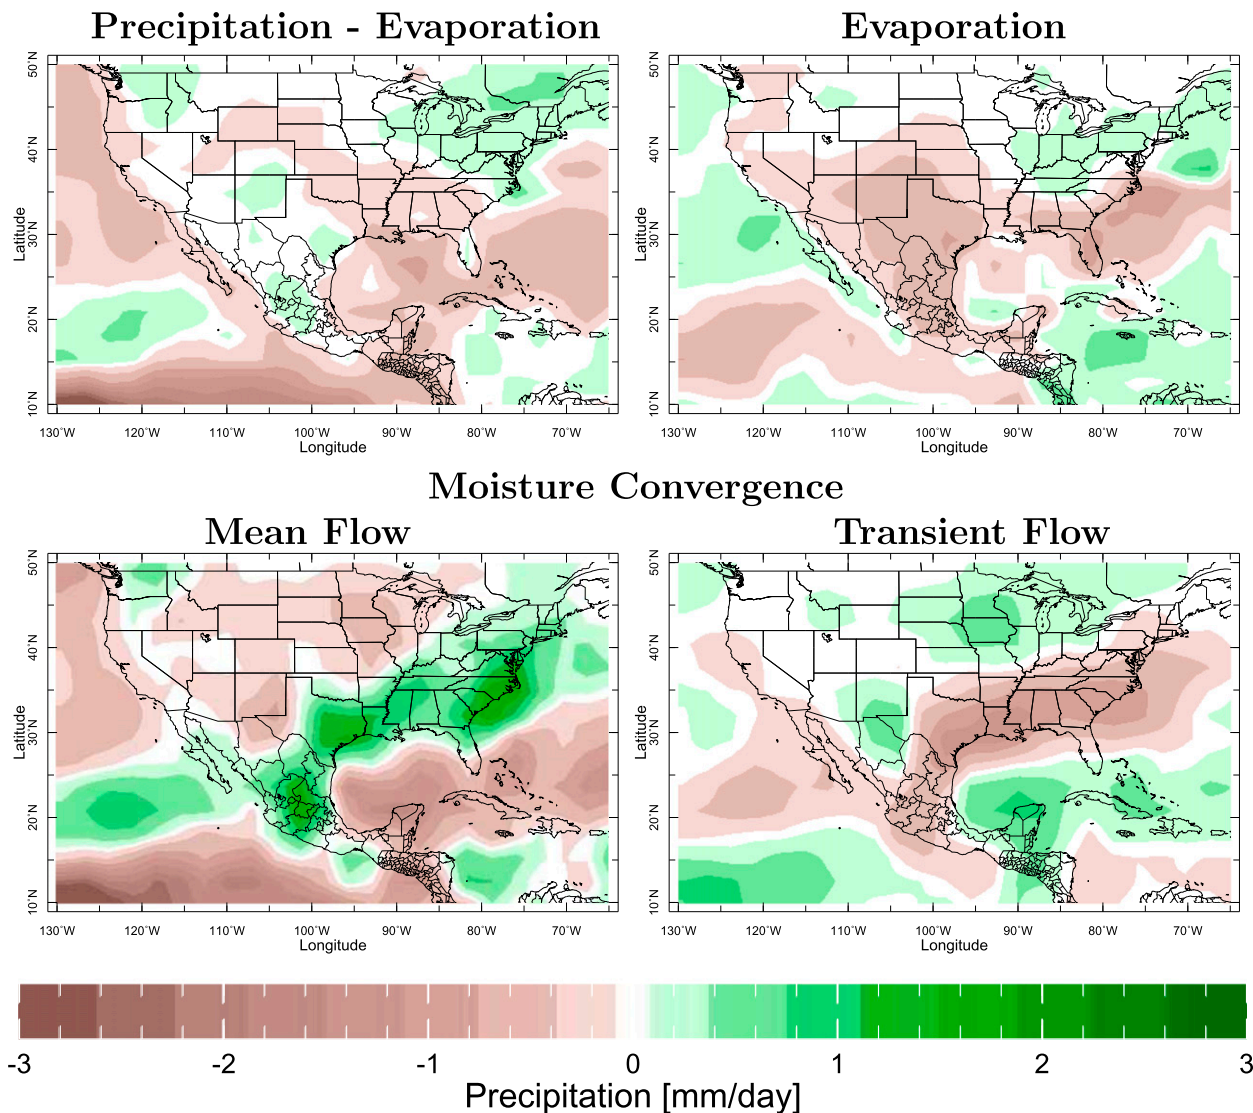 Precipitation - Evaporation
Evaporation
50°N
40°N
30°N
20°N
10°N
Latitude
130°W 120°W 110°W 100°W 90°W 80°W 70°W
Longitude
50°N
40°N
30°N
20°N
10°N
Latitude
130°W 120°W 110°W 100°W 90°W 80°W 70°W
Longitude
Moisture Convergence
Mean Flow
Transient Flow
50°N
40°N
30°N
20°N
10°N
Latitude
130°W 120°W 110°W 100°W 90°W 80°W 70°W
Longitude
50°N
40°N
30°N
20°N
10°N
Latitude
130°W 120°W 110°W 100°W 90°W 80°W 70°W
Longitude
-3 -2 -1 0 1 2 3
Precipitation [mm/day]